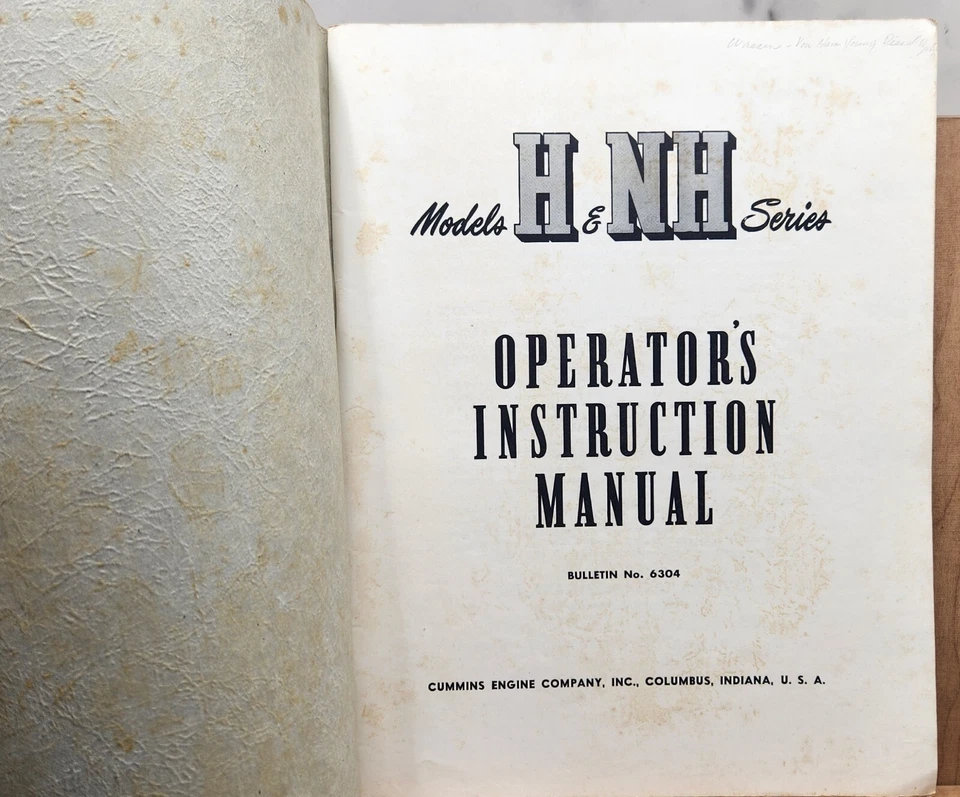 Models H & NH Series
OPERATOR'S
INSTRUCTION
MANUAL
BULLETIN No. 6304
CUMMINS ENGINE COMPANY, INC., COLUMBUS, INDIANA, U. S. A.